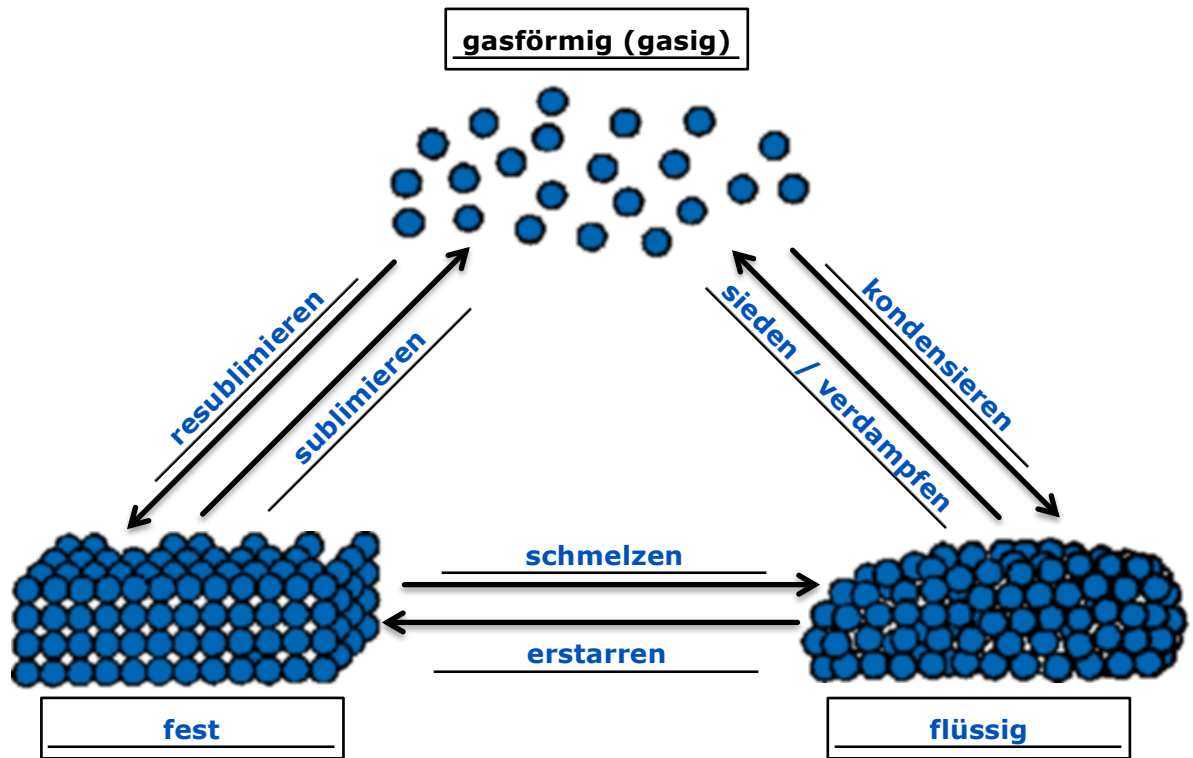 gasförmig (gasig)
resublimieren
sublimieren
sieden / verdampfen
kondensieren
schmelzen
erstarren
fest
flüssig